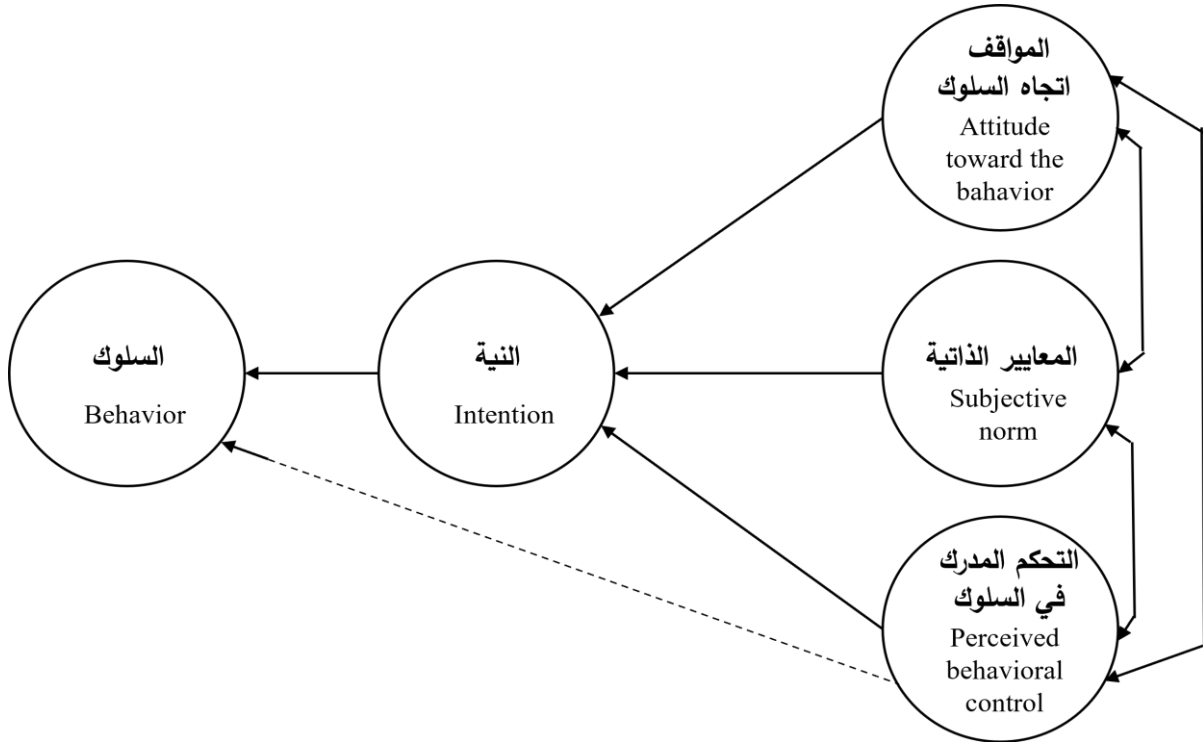 المواقف
اتجاه السلوك
Attitude
toward the
bahavior
المعايير الذاتية
Subjective
norm
التحكم المدرك
في السلوك
Perceived
behavioral
control
النية
Intention
السلوك
Behavior